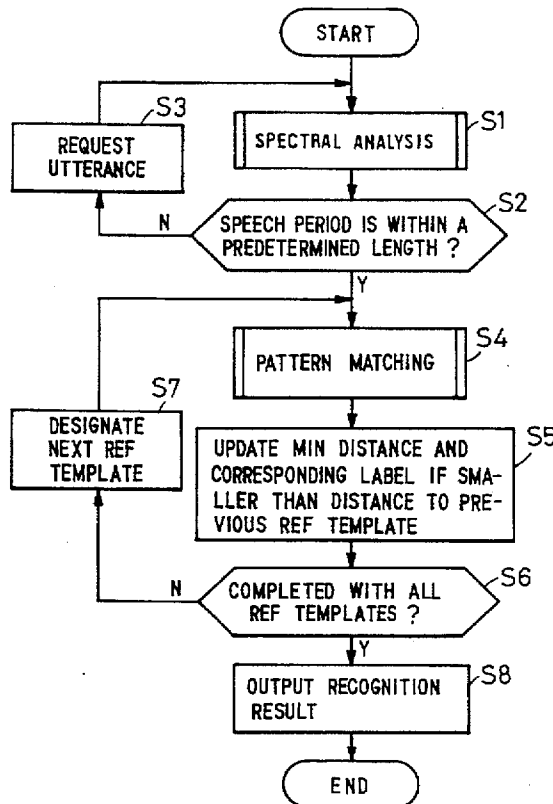 START
S3
REQUEST
UTTERANCE
SPECTRAL ANALYSIS
S1
N
SPEECH PERIOD IS WITHIN A
PREDETERMINED LENGTH ?
S2
Y
S7
DESIGNATE
NEXT REF
TEMPLATE
PATTERN MATCHING
S4
UPDATE MIN DISTANCE AND
CORRESPONDING LABEL IF SMA-
LLER THAN DISTANCE TO PRE-
VIOUS REF TEMPLATE
S5
N
COMPLETED WITH ALL
REF TEMPLATES ?
S6
Y
OUTPUT RECOGNITION
RESULT
S8
END